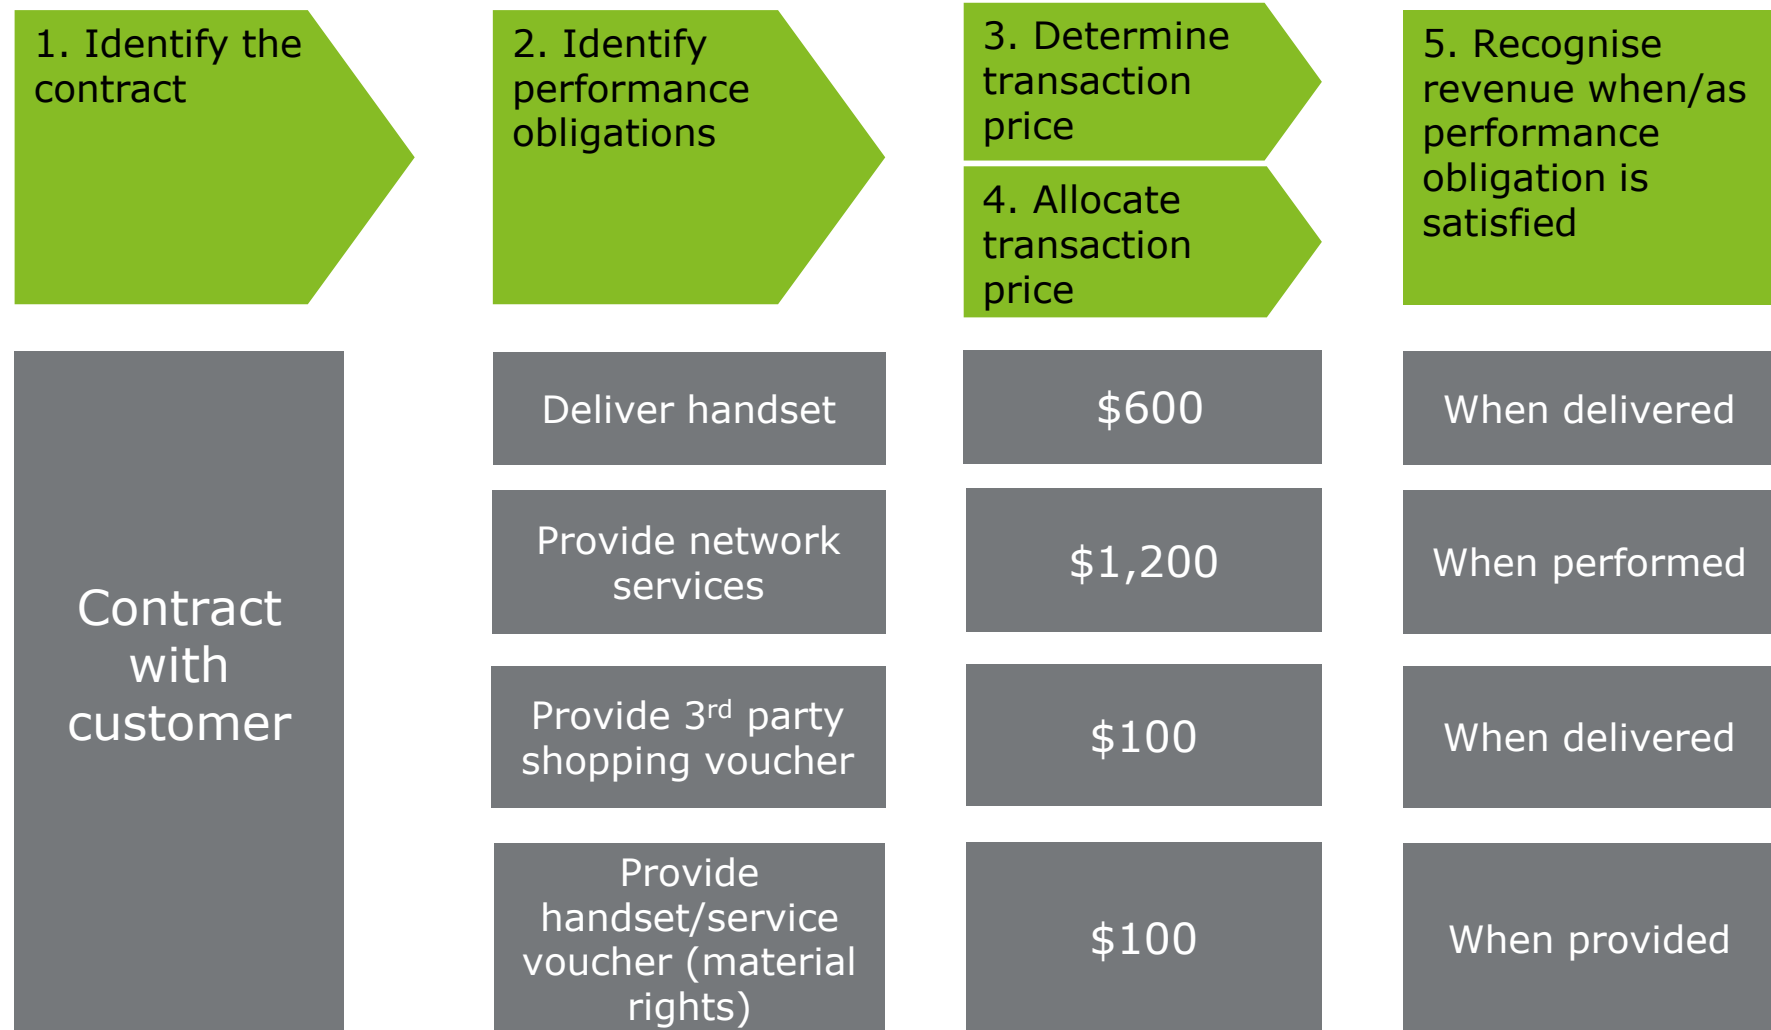 1. Identify the
contract
2. Identify
performance
obligations
3. Determine
transaction
price
4. Allocate
transaction
price
5. Recognise
revenue when/as
performance
obligation is
satisfied
Contract
with
customer
Deliver handset
$600
When delivered
Provide network
services
$1,200
When performed
Provide 3rd party
shopping voucher
$100
When delivered
Provide
handset/service
voucher (material
rights)
$100
When provided